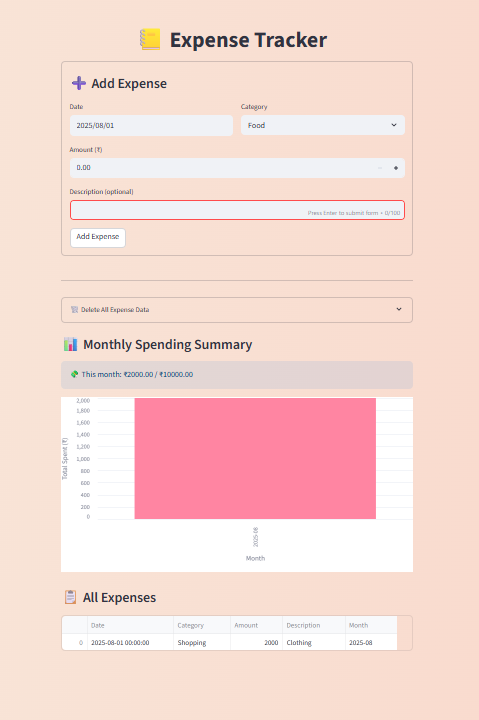 Expense Tracker
Add Expense
Date
Category
2025/08/01
Food
Amount (₹)
0.00
Description (optional)
Press Enter to submit form • 0/100
Add Expense
Delete All Expense Data
Monthly Spending Summary
This month: ₹2000.00 / ₹10000.00
2,000
1,800
1,600
1,400
1,200
1,000
800
600
400
200
0
Total Spent (₹)
2025-08
Month
All Expenses
Date Category Amount Description Month
0 2025-08-01 00:00:00 Shopping 2000 Clothing 2025-08